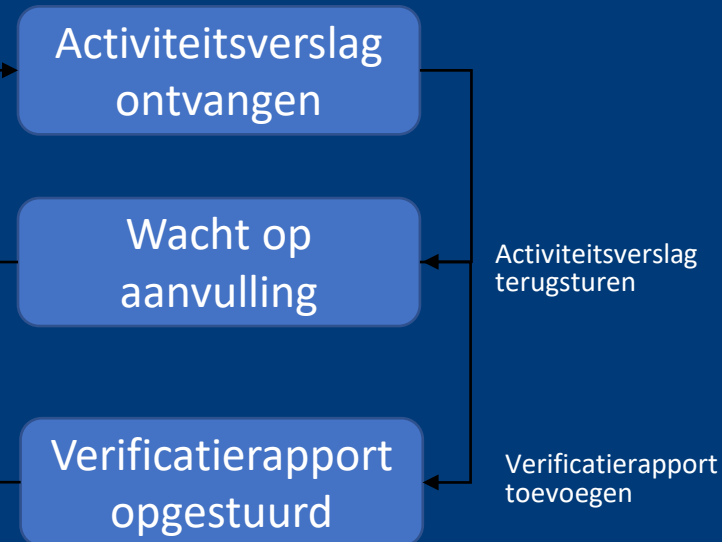 Activiteitsverslag
ontvangen
Wacht op
aanvulling
Activiteitsverslag
terugsturen
Verificatierapport
opgestuurd
Verificatierapport
toevoegen